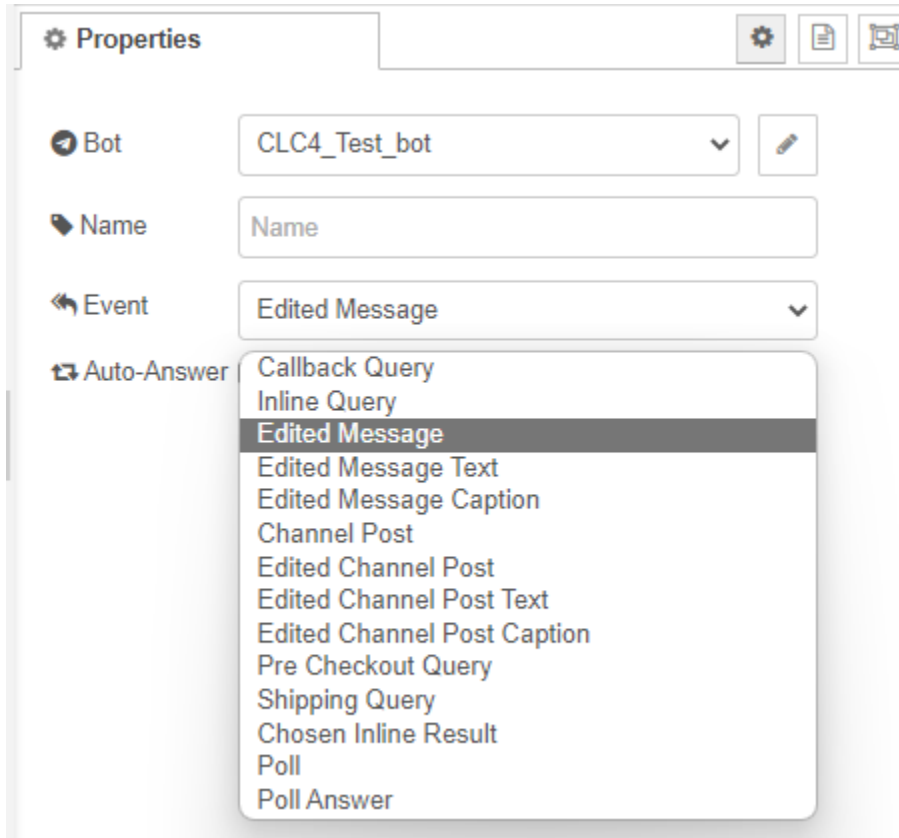 Properties
Bot
CLC4_Test_bot
Name
Name
Event
Edited Message
Auto-Answer
Callback Query
Inline Query
Edited Message
Edited Message Text
Edited Message Caption
Channel Post
Edited Channel Post
Edited Channel Post Text
Edited Channel Post Caption
Pre Checkout Query
Shipping Query
Chosen Inline Result
Poll
Poll Answer